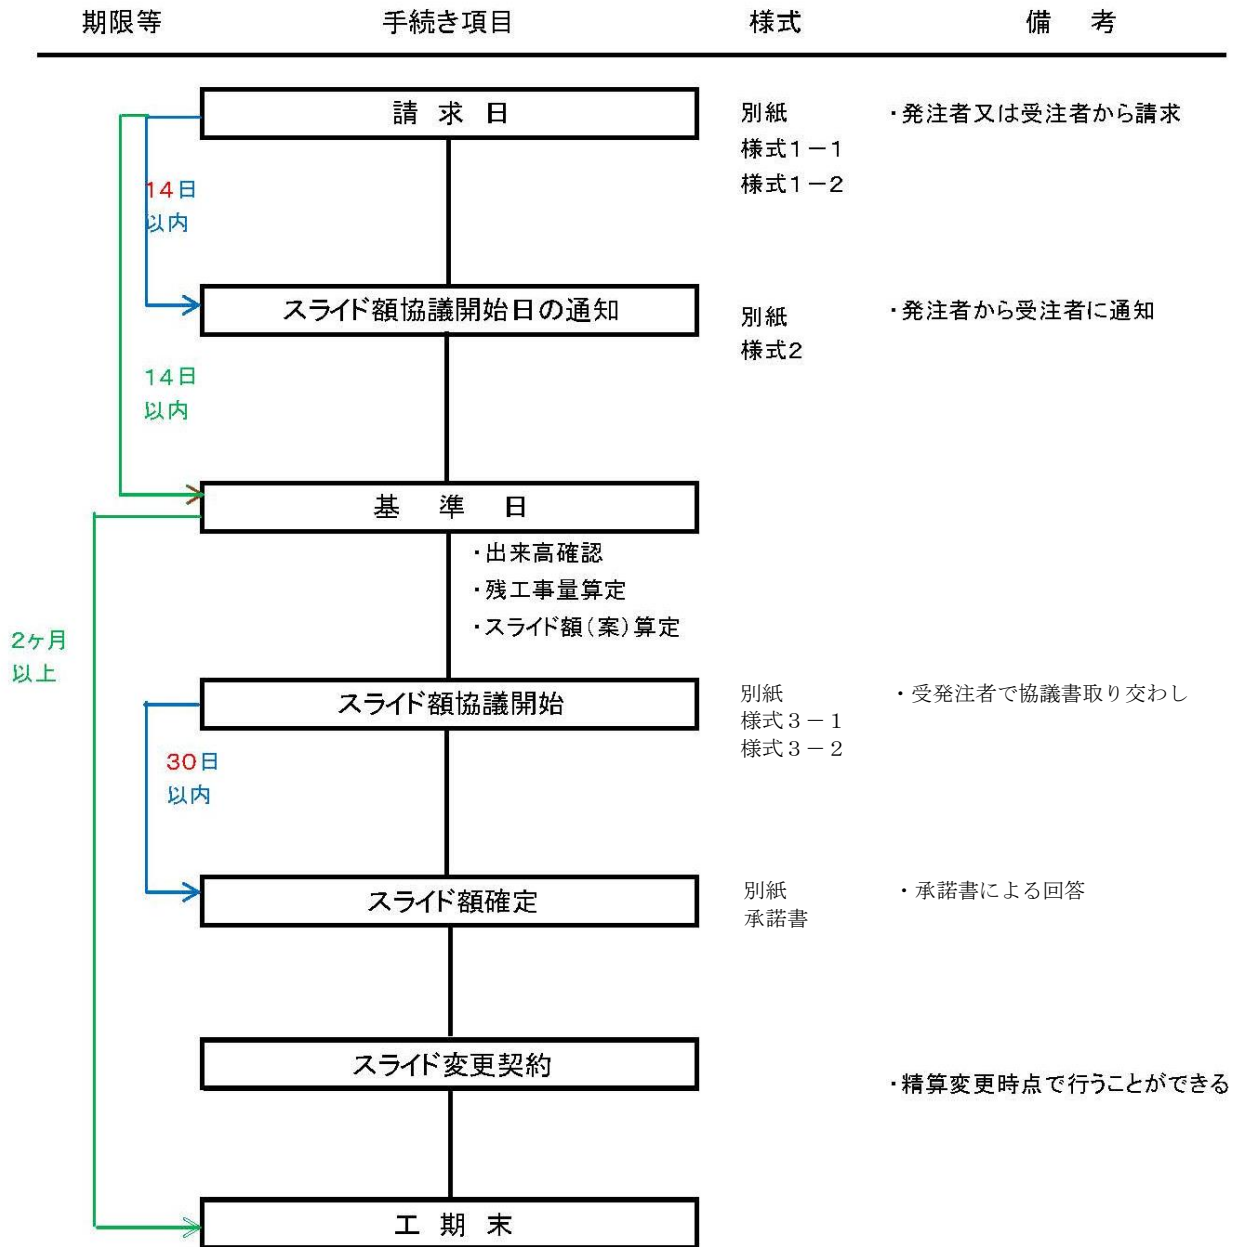 期限等 手続き項目 様式 備 考
請 求 日 別紙 ・発注者又は受注者から請求
様式1-1
様式1-2
14日
以内
スライド額協議開始日の通知 別紙 ・発注者から受注者に通知
様式2
14日
以内
基 準 日
・出来高確認
・残工事量算定
・スライド額(案)算定
2ヶ月
以上
スライド額協議開始 別紙 ・受発注者で協議書取り交わし
様式3-1
様式3-2
30日
以内
スライド額確定 別紙 ・承諾書による回答
承諾書
スライド変更契約
・精算変更時点で行うことができる
工 期 末